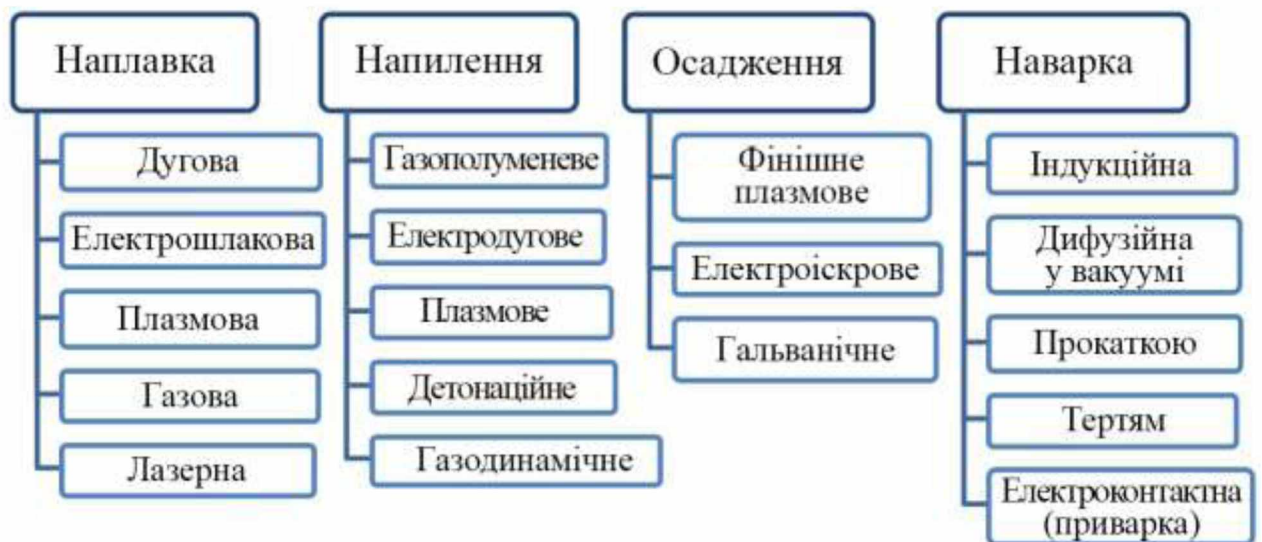 Наплавка
Дугова
Електрошлакова
Плазмова
Газова
Лазерна
Напилення
Газополуменеве
Електродугове
Плазмове
Детонаційне
Газодинамічне
Осадження
Фінішне
плазмове
Електроіскрове
Гальванічне
Наварка
Індукційна
Дифузійна
у вакуумі
Прокаткою
Тертям
Електроконтактна
(приварка)